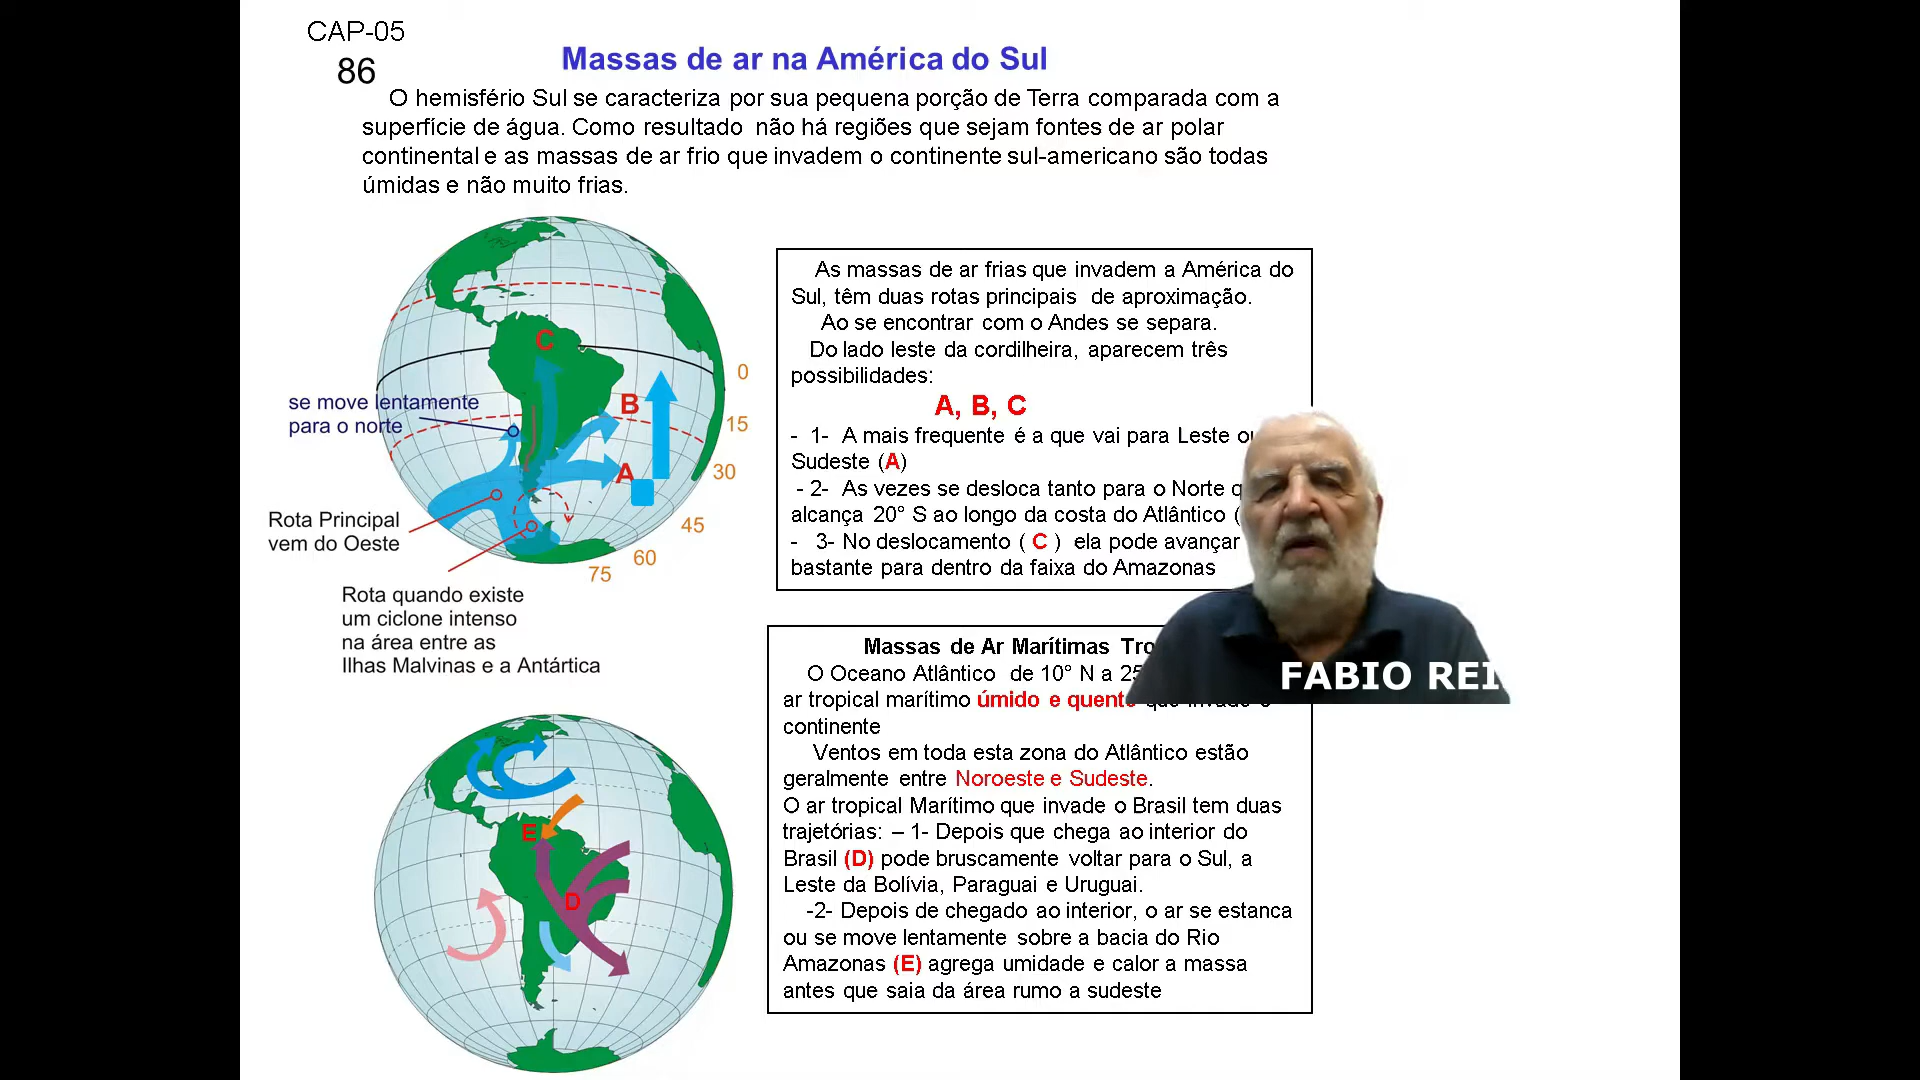 CAP-05
86
Massas de ar na América do Sul
O hemisfério Sul se caracteriza por sua pequena porção de Terra comparada com a
superfície de água. Como resultado não há regiões que sejam fontes de ar polar
continental e as massas de ar frio que invadem o continente sul-americano são todas
úmidas e não muito frias.
C
B
A
0
15
30
45
60
75
se move lentamente
para o norte
Rota Principal
vem do Oeste
Rota quando existe
um ciclone intenso
na área entre as
Ilhas Malvinas e a Antártica
As massas de ar frias que invadem a América do
Sul, têm duas rotas principais de aproximação.
Ao se encontrar com o Andes se separa.
Do lado leste da cordilheira, aparecem três
possibilidades:
A, B, C
- 1- A mais frequente é a que vai para Leste
Sudeste (A)
- 2- As vezes se desloca tanto para o Norte
alcança 20° S ao longo da costa do Atlântico (
- 3- No deslocamento ( C ) ela pode avançar
bastante para dentro da faixa do Amazonas
FABIO REI
Massas de Ar Marítimas
O Oceano Atlântico de 10° N a 25
ar tropical marítimo úmido e quente que invade o
continente
Ventos em toda esta zona do Atlântico estão
geralmente entre Noroeste e Sudeste.
O ar tropical Marítimo que invade o Brasil tem duas
trajetórias: – 1- Depois que chega ao interior do
Brasil (D) pode bruscamente voltar para o Sul, a
Leste da Bolívia, Paraguai e Uruguai.
-2- Depois de chegado ao interior, o ar se estanca
ou se move lentamente sobre a bacia do Rio
Amazonas (E) agrega umidade e calor a massa
antes que saia da área rumo a sudeste
E
D